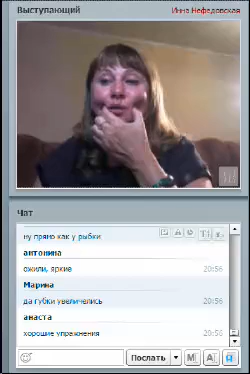 Выступающий Инна Нефедовская
Чат
ну прямо как у рыбки
антонина
ожили, яркие 20:56
Марина
да губки увеличелись 20:56
анаста
хорошие упражнения 20:56
Послать